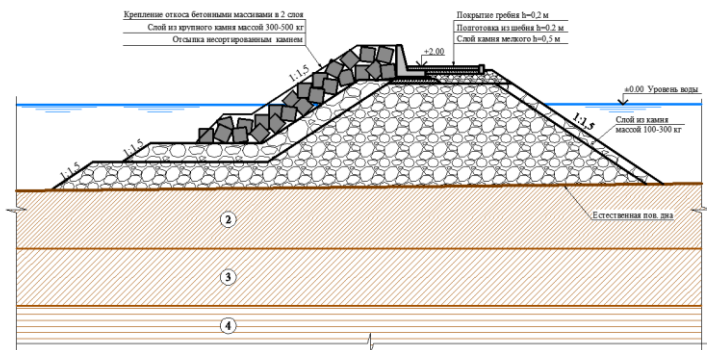 Крепление откоса бетонными массивами в 2 слоя
Слой из крупного камня массой 300-500 кг
Отсыпка несортированным камнем
Покрытие гребня h=0,2 м
Подготовка из щебня h=0.2 м
Слой камня мелкого h=0,5 м
+2.00
1:1.5
±0.00 Уровень воды
1:1.5
Слой из камня
массой 100-300 кг
1:1.5
1:1.5
Естественная пов. дна
2
3
4